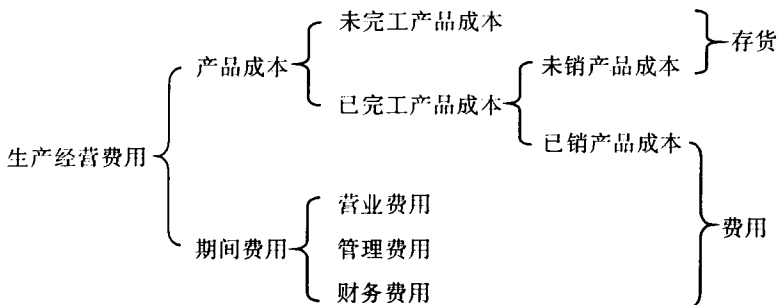 未完工产品成本
存货
产品成本
未销产品成本
已完工产品成本
已销产品成本
生产经营费用
营业费用
费用
期间费用
管理费用
财务费用